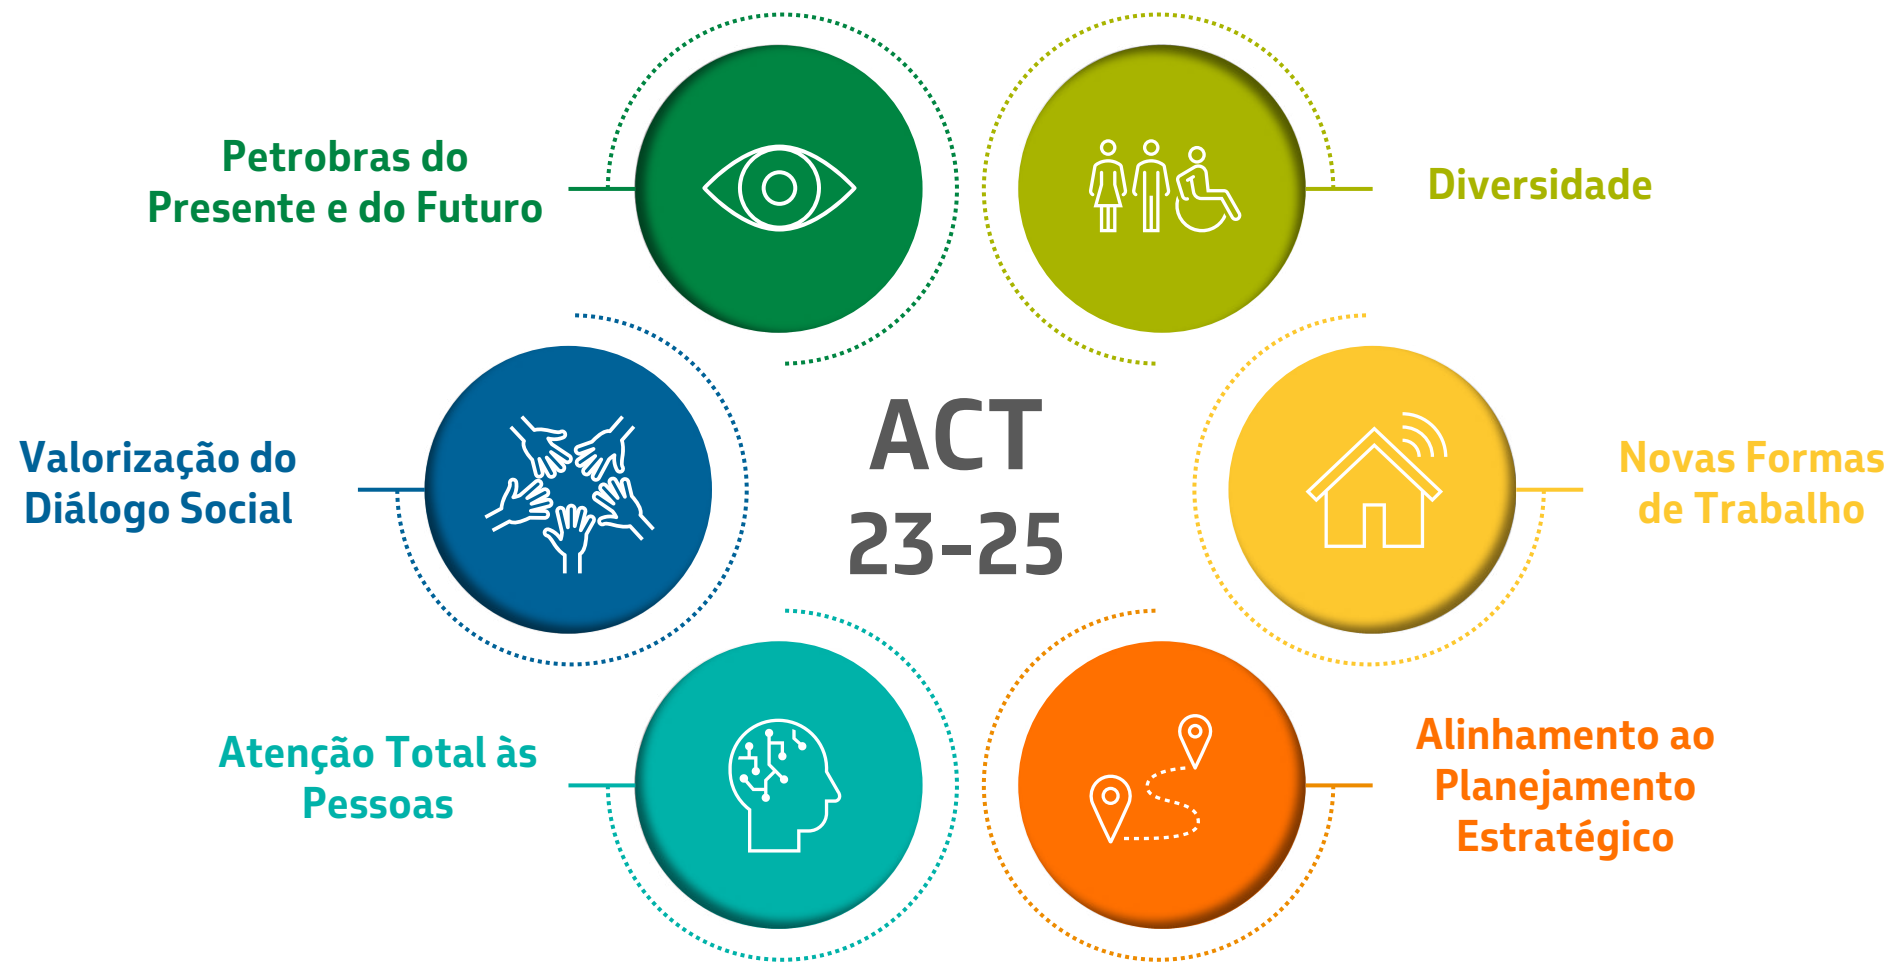 Petrobras do
Presente e do Futuro
Diversidade
Valorização do
Diálogo Social
ACT
23-25
Novas Formas
de Trabalho
Atenção Total às
Pessoas
Alinhamento ao
Planejamento
Estratégico